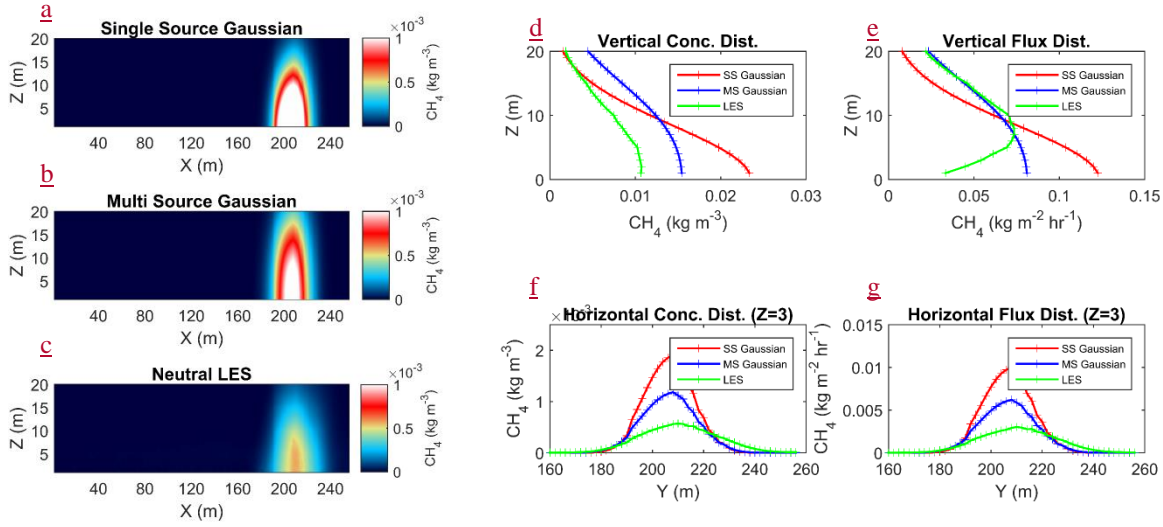 a
Single Source Gaussian
×10⁻³
20
15
10
5
Z (m)
40 80 120 160 200 240
X (m)
1
0.5
0
CH₄ (kg m⁻³)
b
Multi Source Gaussian
×10⁻³
20
15
10
5
Z (m)
40 80 120 160 200 240
X (m)
1
0.5
0
CH₄ (kg m⁻³)
c
Neutral LES
×10⁻³
20
15
10
5
Z (m)
40 80 120 160 200 240
X (m)
1
0.5
0
CH₄ (kg m⁻³)
d
Vertical Conc. Dist.
20
10
0
Z (m)
SS Gaussian
MS Gaussian
LES
0 0.01 0.02 0.03
CH₄ (kg m⁻³)
e
Vertical Flux Dist.
20
10
0
Z (m)
SS Gaussian
MS Gaussian
LES
0 0.05 0.1 0.15
CH₄ (kg m⁻² hr⁻¹)
f
Horizontal Conc. Dist. (Z=3)
2
1
0
CH₄ (kg m⁻³)
SS Gaussian
MS Gaussian
LES
160 180 200 220 240 260
Y (m)
g
Horizontal Flux Dist. (Z=3)
0.015
0.01
0.005
0
CH₄ (kg m⁻² hr⁻¹)
SS Gaussian
MS Gaussian
LES
160 180 200 220 240 260
Y (m)